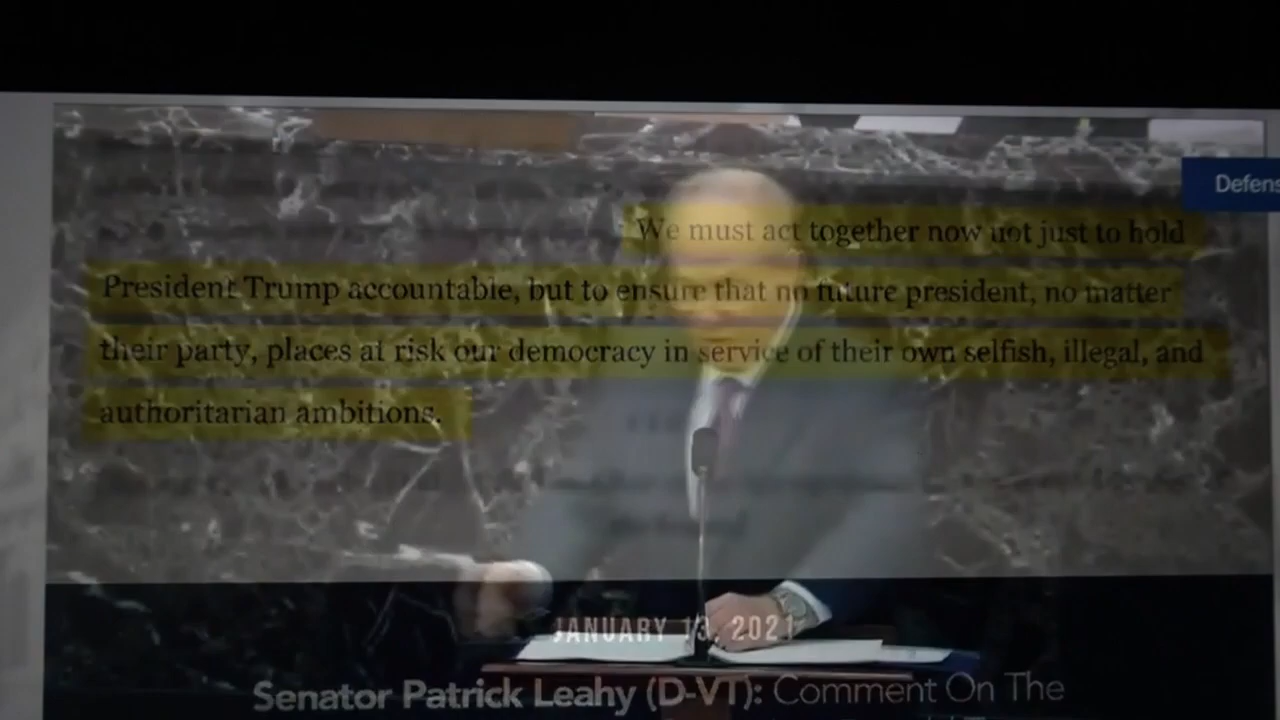 Defens
We must act together now not just to hold
President Trump accountable, but to ensure that no future president, no matter
their party, places at risk our democracy in service of their own selfish, illegal, and
authoritarian ambitions.
JANUARY 13, 2021
Senator Patrick Leahy (D-VT): Comment On The